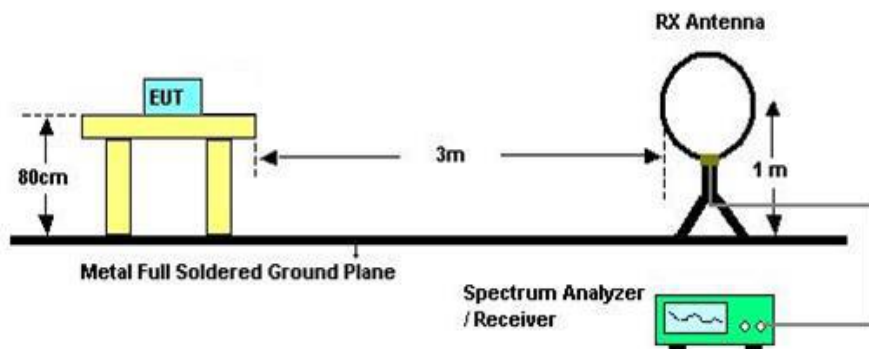 RX Antenna
EUT
3m
80cm
1 m
Metal Full Soldered Ground Plane
Spectrum Analyzer
/ Receiver